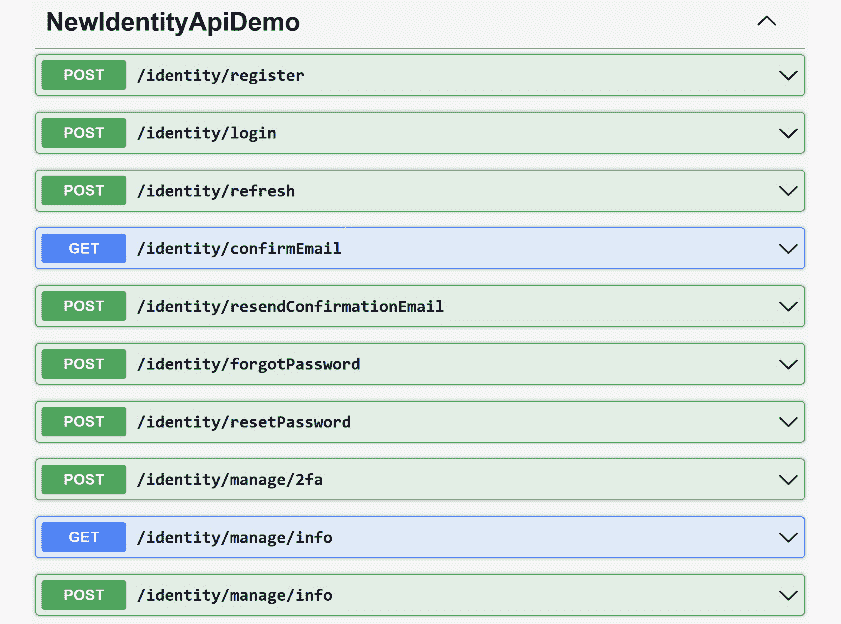 NewIdentityApiDemo
POST /identity/register
POST /identity/login
POST /identity/refresh
GET /identity/confirmEmail
POST /identity/resendConfirmationEmail
POST /identity/forgotPassword
POST /identity/resetPassword
POST /identity/manage/2fa
GET /identity/manage/info
POST /identity/manage/info